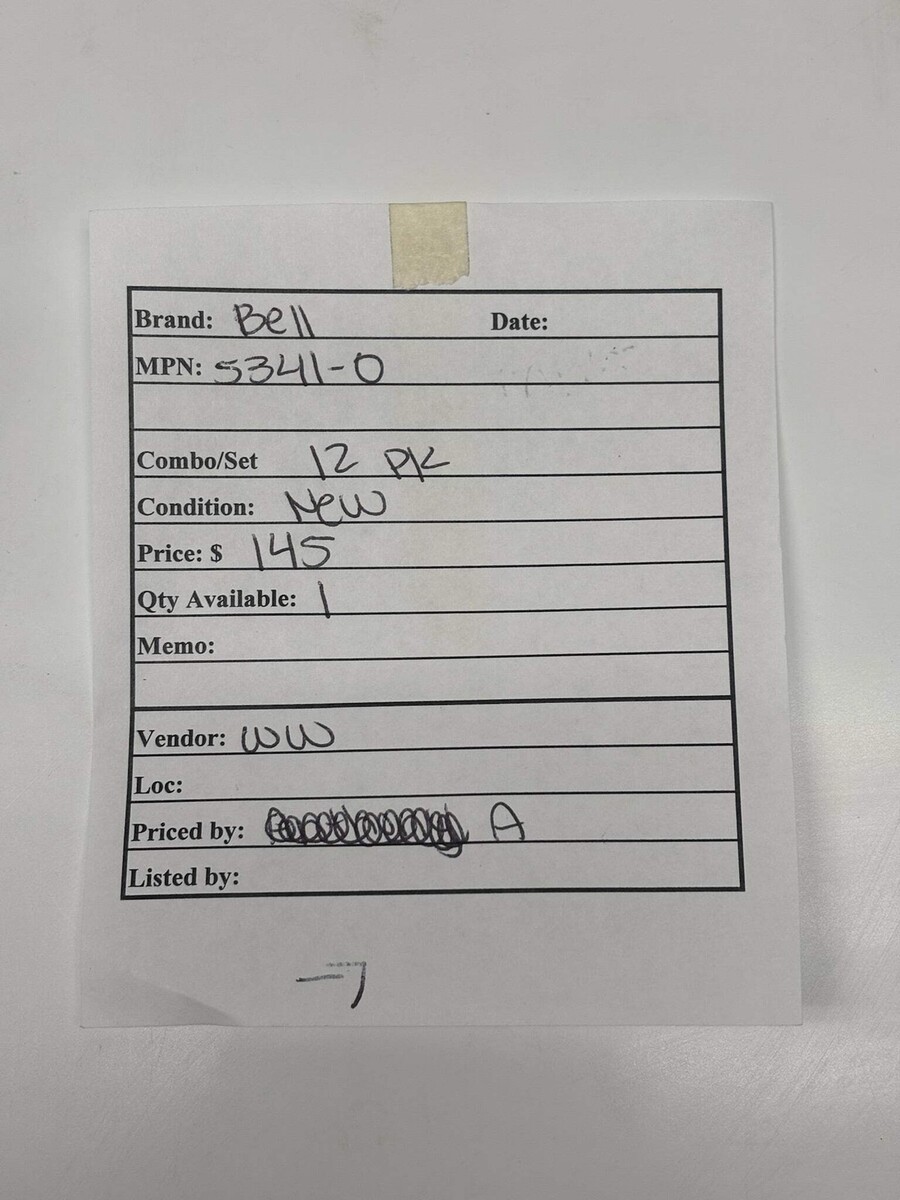 Brand: Bell Date:
MPN: 5341-0
Combo/Set 12 PK
Condition: New
Price: $ 145
Qty Available: 1
Memo:
Vendor: WW
Loc:
Priced by: A
Listed by: